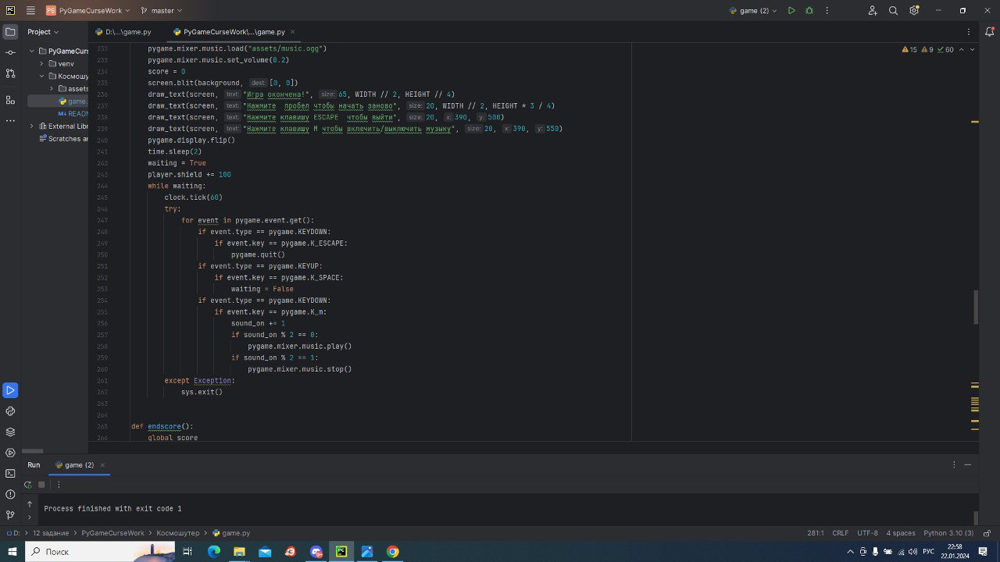 PC
P6 PyGameCurseWork
master
game (2)
Project
D:\...\game.py
PyGameCurseWork\...\game.py
PyGameCurseW
venv
Космошу
assets
game.
README
External Libr
Scratches an
15 9 60
232 pygame.mixer.music.load("assets/music.ogg")
233 pygame.mixer.music.set_volume(0.2)
234 score = 0
235 screen.blit(background, dest: [0, 0])
236 draw_text(screen, text: "Игра окончена!", size: 65, WIDTH // 2, HEIGHT // 4)
237 draw_text(screen, text: "Нажмите  пробел чтобы начать заново", size: 20, WIDTH // 2, HEIGHT * 3 / 4)
238 draw_text(screen, text: "Нажмите клавишу ESCAPE  чтобы выйти", size: 20, x: 390, y: 500)
239 draw_text(screen, text: "Нажмите клавишу М чтобы включить/выключить музыку", size: 20, x: 390, y: 550)
240 pygame.display.flip()
241 time.sleep(2)
242 waiting = True
243 player.shield += 100
244 while waiting:
245 clock.tick(60)
246 try:
247 for event in pygame.event.get():
248 if event.type == pygame.KEYDOWN:
249 if event.key == pygame.K_ESCAPE:
250 pygame.quit()
251 if event.type == pygame.KEYUP:
252 if event.key == pygame.K_SPACE:
253 waiting = False
254 if event.type == pygame.KEYDOWN:
255 if event.key == pygame.K_m:
256 sound_on += 1
257 if sound_on % 2 == 0:
258 pygame.mixer.music.play()
259 if sound_on % 2 == 1:
260 pygame.mixer.music.stop()
261 except Exception:
262 sys.exit()
263
264
265 def endscore():
266 global score
Run game (2)
Process finished with exit code 1
D: > 12 задание > PyGameCurseWork > Космошутер > game.py
281:1 CRLF UTF-8 4 spaces Python 3.10 (3)
Поиск
РУС
22:58
22.01.2024